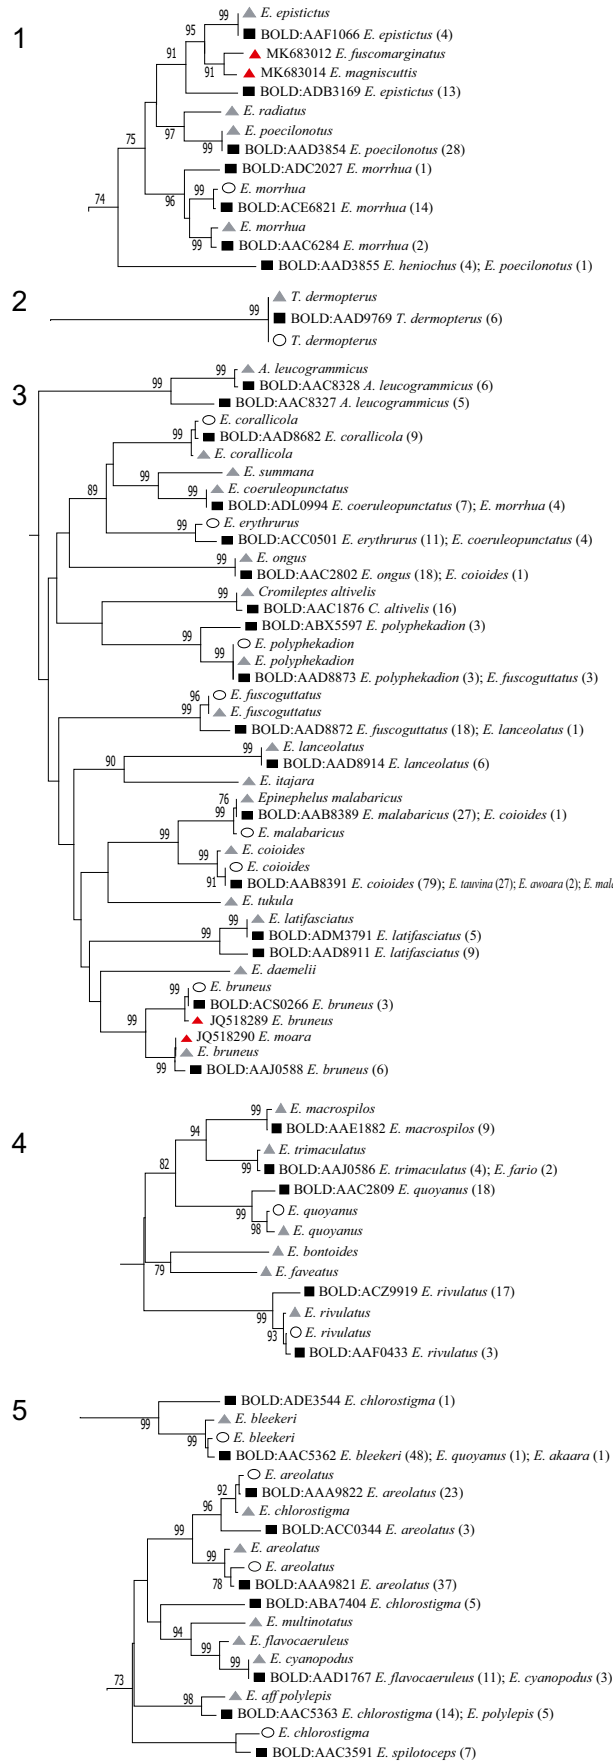 1
99
E. epistictus
BOLD:AAF1066 E. epistictus (4)
95
91
MK683012 E. fuscomarginatus
91
MK683014 E. magniscuttis
BOLD:ADB3169 E. epistictus (13)
75
E. radiatus
97
E. poecilonotus
99
BOLD:AAD3854 E. poecilonotus (28)
BOLD:ADC2027 E. morrhua (1)
74
96
99
E. morrhua
BOLD:ACE6821 E. morrhua (14)
E. morrhua
99
BOLD:AAC6284 E. morrhua (2)
BOLD:AAD3855 E. heniochus (4); E. poecilonotus (1)
2
T. dermopterus
99
BOLD:AAD9769 T. dermopterus (6)
T. dermopterus
3
99
A. leucogrammicus
99
BOLD:AAC8328 A. leucogrammicus (6)
BOLD:AAC8327 A. leucogrammicus (5)
E. corallicola
99
BOLD:AAD8682 E. corallicola (9)
E. corallicola
89
99
E. summana
E. coeruleopunctatus
99
BOLD:ADL0994 E. coeruleopunctatus (7); E. morrhua (4)
E. erythrurus
99
BOLD:ACC0501 E. erythrurus (11); E. coeruleopunctatus (4)
99
E. ongus
BOLD:AAC2802 E. ongus (18); E. coioides (1)
99
Cromileptes altivelis
BOLD:AAC1876 C. altivelis (16)
BOLD:ABX5597 E. polyphekadion (3)
99
E. polyphekadion
99
E. polyphekadion
BOLD:AAD8873 E. polyphekadion (3); E. fuscoguttatus (3)
96
E. fuscoguttatus
99
E. fuscoguttatus
BOLD:AAD8872 E. fuscoguttatus (18); E. lanceolatus (1)
99
E. lanceolatus
90
BOLD:AAD8914 E. lanceolatus (6)
E. itajara
76
Epinephelus malabaricus
99
BOLD:AAB8389 E. malabaricus (27); E. coioides (1)
99
E. malabaricus
E. coioides
99
E. coioides
91
BOLD:AAB8391 E. coioides (79); E. tauvina (27); E. awoara (2);
E. tukula
E. latifasciatus
99
99
BOLD:ADM3791 E. latifasciatus (5)
BOLD:AAD8911 E. latifasciatus (9)
E. daemelii
E. bruneus
99
BOLD:ACS0266 E. bruneus (3)
99
JQ518289 E. bruneus
JQ518290 E. moara
E. bruneus
99
BOLD:AAJ0588 E. bruneus (6)
4
99
E. macrospilos
94
BOLD:AAE1882 E. macrospilos (9)
E. trimaculatus
82
99
BOLD:AAJ0586 E. trimaculatus (4); E. fario (2)
BOLD:AAC2809 E. quoyanus (18)
99
E. quoyanus
98
E. quoyanus
E. bontoides
79
E. faveatus
BOLD:ACZ9919 E. rivulatus (17)
99
E. rivulatus
93
E. rivulatus
BOLD:AAF0433 E. rivulatus (3)
5
BOLD:ADE3544 E. chlorostigma (1)
99
E. bleekeri
99
E. bleekeri
BOLD:AAC5362 E. bleekeri (48); E. quoyanus (1); E. akaara (1)
E. areolatus
92
BOLD:AAA9822 E. areolatus (23)
96
E. chlorostigma
99
BOLD:ACC0344 E. areolatus (3)
E. areolatus
99
E. areolatus
78
BOLD:AAA9821 E. areolatus (37)
BOLD:ABA7404 E. chlorostigma (5)
E. multinotatus
94
E. flavocaeruleus
99
E. cyanopodus
99
BOLD:AAD1767 E. flavocaeruleus (11); E. cyanopodus (3)
73
E. aff polylepis
98
BOLD:AAC5363 E. chlorostigma (14); E. polylepis (5)
E. chlorostigma
BOLD:AAC3591 E. spilotoceps (7)